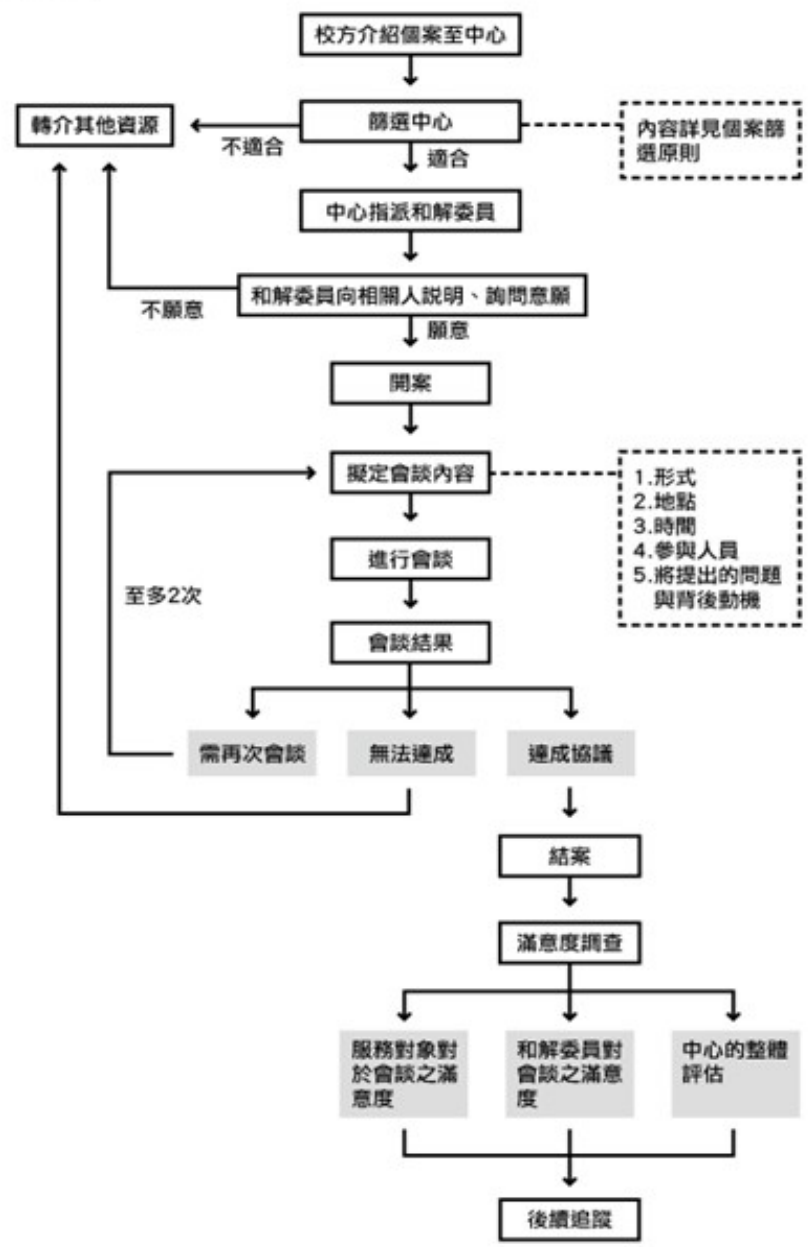 校方介紹個案至中心
轉介其他資源
不適合
篩選中心
適合
內容詳見個案篩
選原則
中心指派和解委員
不願意
和解委員向相關人説明、詢問意願
願意
開案
擬定會談內容
1.形式
2.地點
3.時間
4.參與人員
5.將提出的問題
與背後動機
進行會談
至多2次
會談結果
需再次會談
無法達成
達成協議
結案
滿意度調查
服務對象對
於會談之滿
意度
和解委員對
會談之滿意
度
中心的整體
評估
後續追蹤